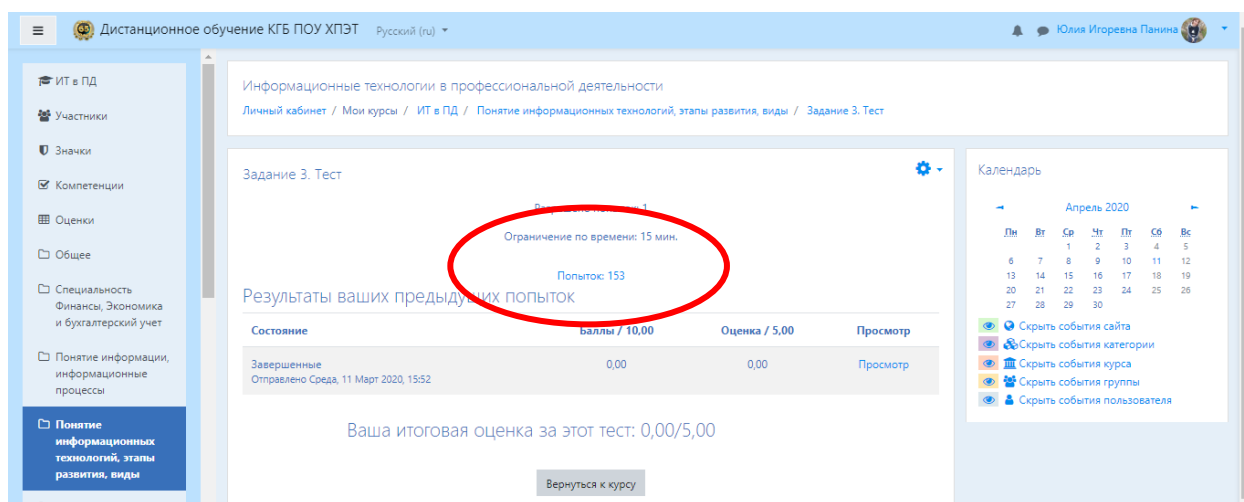 Дистанционное обучение КГБ ПОУ ХПЭТ Русский (ru)
Юлия Игоревна Панина
ИТ в ПД
Участники
Значки
Компетенции
Оценки
Общее
Специальность
Финансы, Экономика
и бухгалтерский учет
Понятие информации,
информационные
процессы
Понятие
информационных
технологий, этапы
развития, виды
Информационные технологии в профессиональной деятельности
Личный кабинет / Мои курсы / ИТ в ПД / Понятие информационных технологий, этапы развития, виды / Задание 3. Тест
Задание 3. Тест
1
Ограничение по времени: 15 мин.
Попыток: 153
Результаты ваших предыдущих попыток
Состояние Баллы / 10,00 Оценка / 5,00 Просмотр
Завершенные 0,00 0,00 Просмотр
Отправлено Среда, 11 Март 2020, 15:52
Ваша итоговая оценка за этот тест: 0,00/5,00
Вернуться к курсу
Календарь
Апрель 2020
Пн Вт Ср Чт Пт Сб Вс
1 2 3 4 5
6 7 8 9 10 11 12
13 14 15 16 17 18 19
20 21 22 23 24 25 26
27 28 29 30
Скрыть события сайта
Скрыть события категории
Скрыть события курса
Скрыть события группы
Скрыть события пользователя